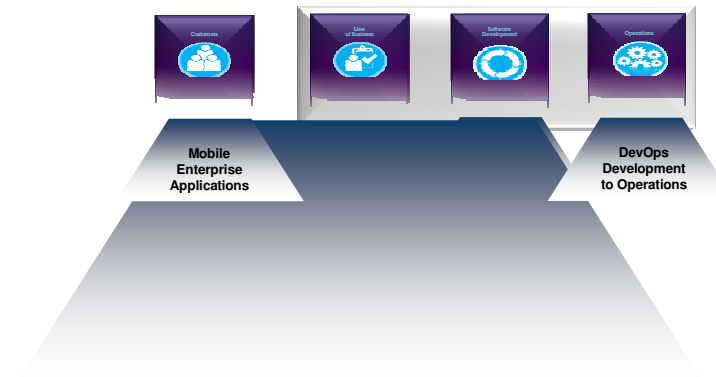 Customers
Line
of Business
Software
Development
Operations
Mobile
Enterprise
Applications
DevOps
Development
to Operations